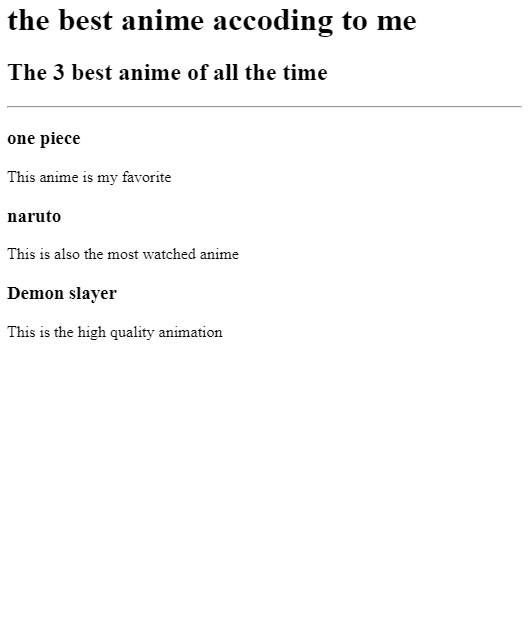 the best anime accoding to me
The 3 best anime of all the time
one piece
This anime is my favorite
naruto
This is also the most watched anime
Demon slayer
This is the high quality animation